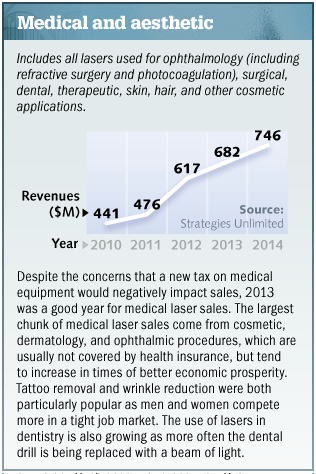 Medical and aesthetic
Includes all lasers used for ophthalmology (including
refractive surgery and photocoagulation), surgical,
dental, therapeutic, skin, hair, and other cosmetic
applications.
746
682
617
476
441
Revenues
($M)
Source:
Strategies Unlimited
Year 2010 2011 2012 2013 2014
Despite the concerns that a new tax on medical
equipment would negatively impact sales, 2013
was a good year for medical laser sales. The largest
chunk of medical laser sales come from cosmetic,
dermatology, and ophthalmic procedures, which are
usually not covered by health insurance, but tend
to increase in times of better economic prosperity.
Tattoo removal and wrinkle reduction were both
particularly popular as men and women compete
more in a tight job market. The use of lasers in
dentistry is also growing as more often the dental
drill is being replaced with a beam of light.